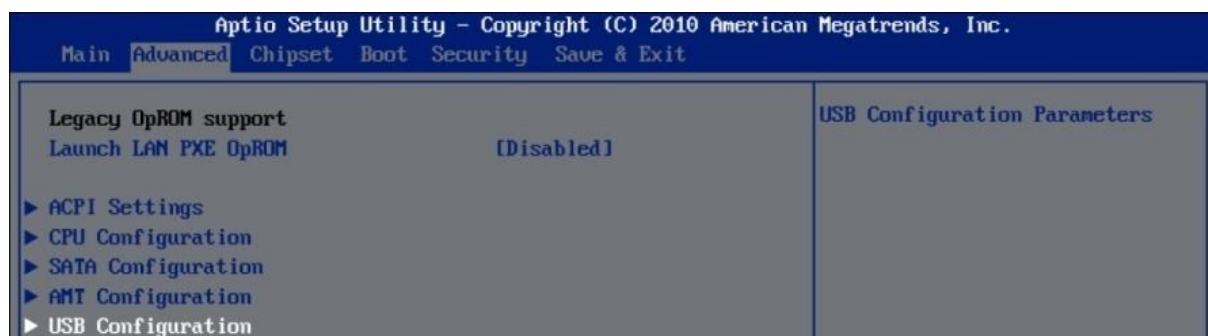 Aptio Setup Utility – Copyright (C) 2010 American Megatrends, Inc.
Main Advanced Chipset Boot Security Save & Exit
Legacy OpROM support
Launch LAN PXE OpROM [Disabled]
► ACPI Settings
► CPU Configuration
► SATA Configuration
► AMT Configuration
► USB Configuration
USB Configuration Parameters